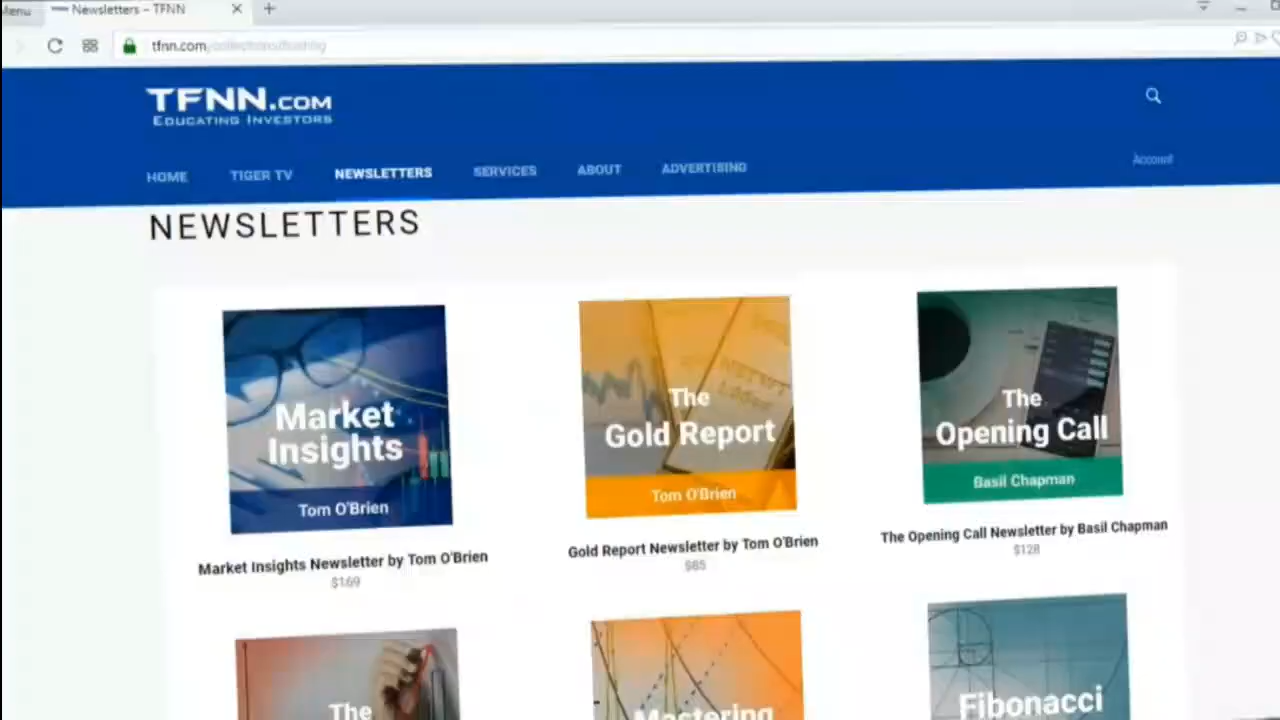 Menu
Newsletters – TFNN
tfnn.com
TFNN.COM
EDUCATING INVESTORS
Account
HOME TIGER TV NEWSLETTERS SERVICES ABOUT ADVERTISING
NEWSLETTERS
Market
Insights
Tom O'Brien
Market Insights Newsletter by Tom O'Brien
$169
The
Gold Report
Tom O'Brien
Gold Report Newsletter by Tom O'Brien
The
Opening Call
Basil Chapman
The Opening Call Newsletter by Basil Chapman
$128
The
Mastering
Fibonacci